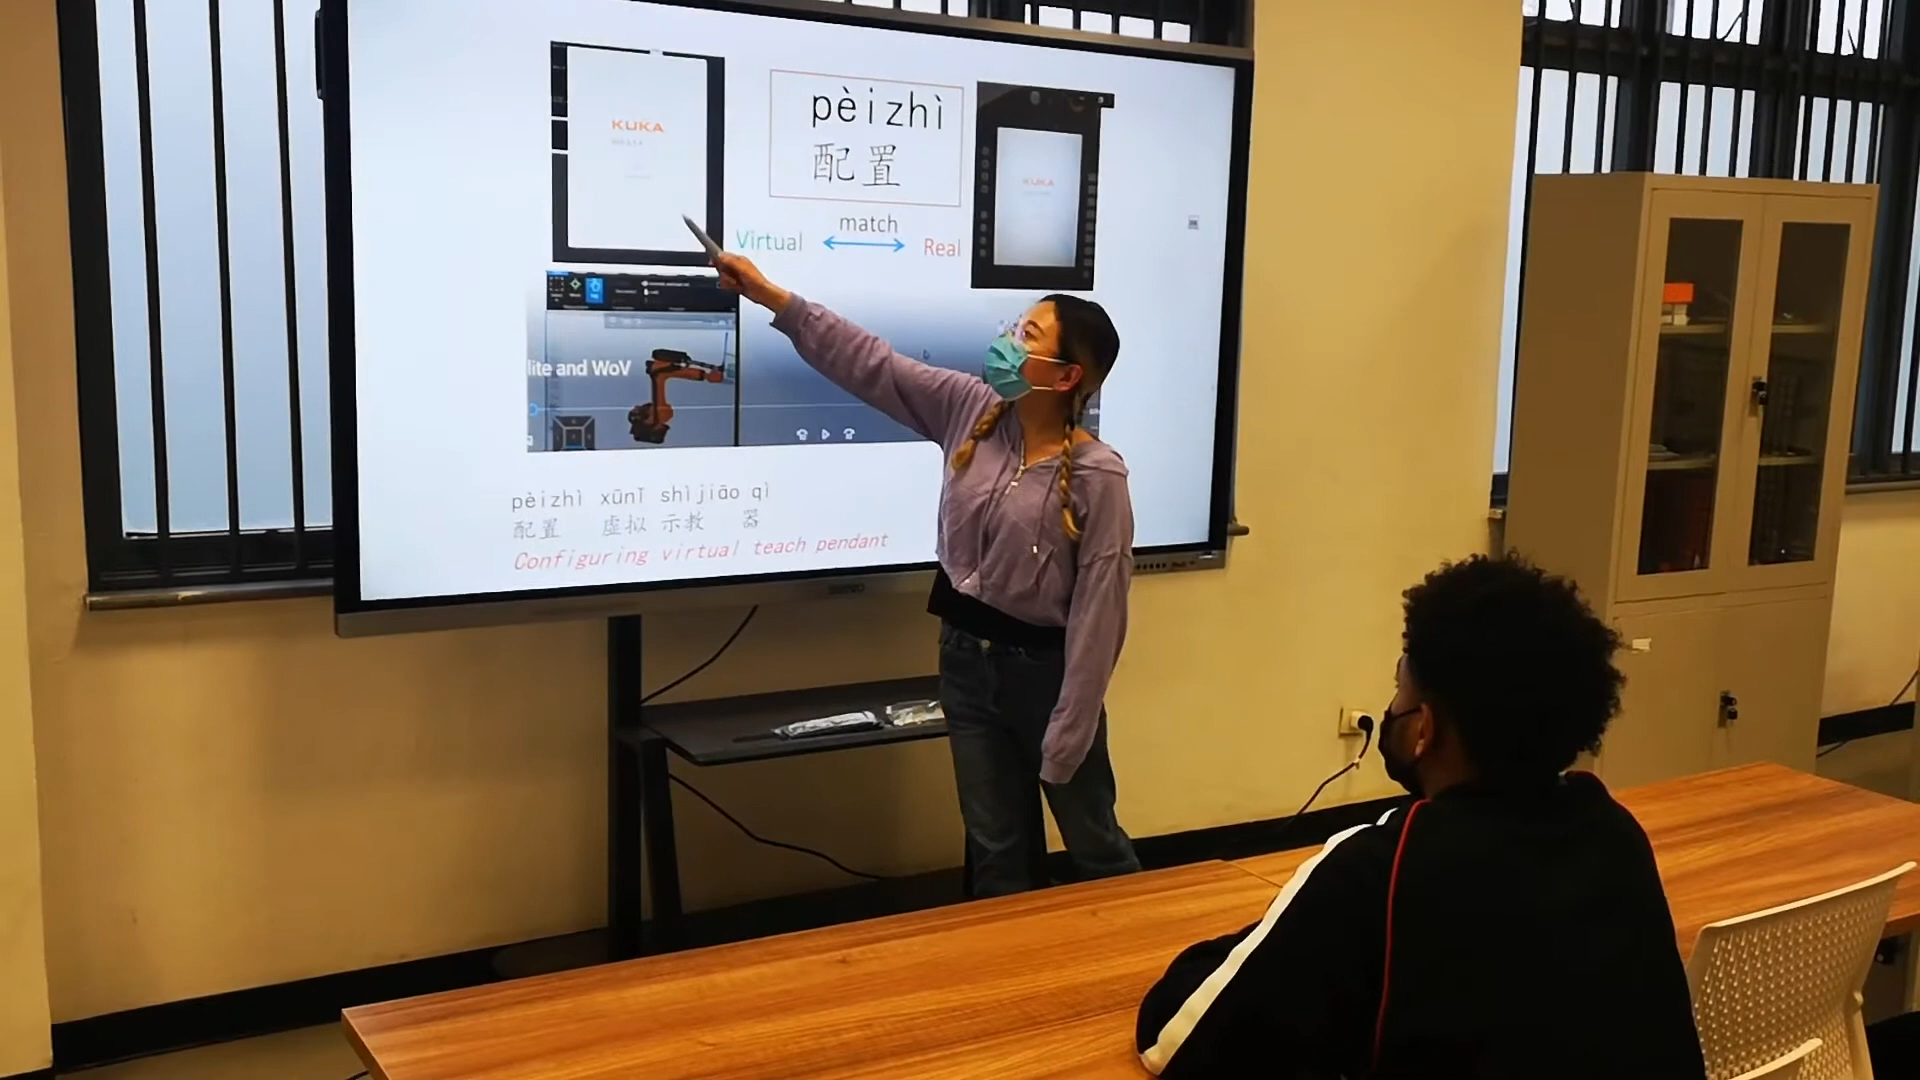 KUKA
pèizhì
配置
KUKA
match
Virtual
Real
lite and WoV
pèizhì xūnǐ shìjiāo qì
配置 虚拟 示教 器
Configuring virtual teach pendant